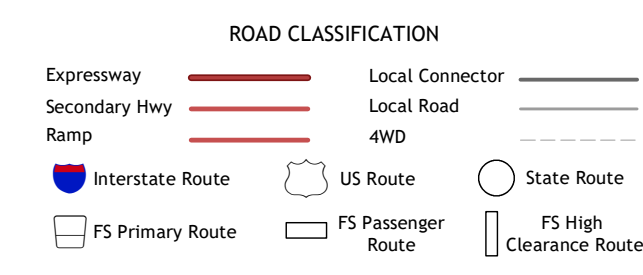 ROAD CLASSIFICATION
Expressway
Local Connector
Secondary Hwy
Local Road
Ramp
4WD
Interstate Route
US Route
State Route
FS Primary Route
FS Passenger
Route
FS High
Clearance Route